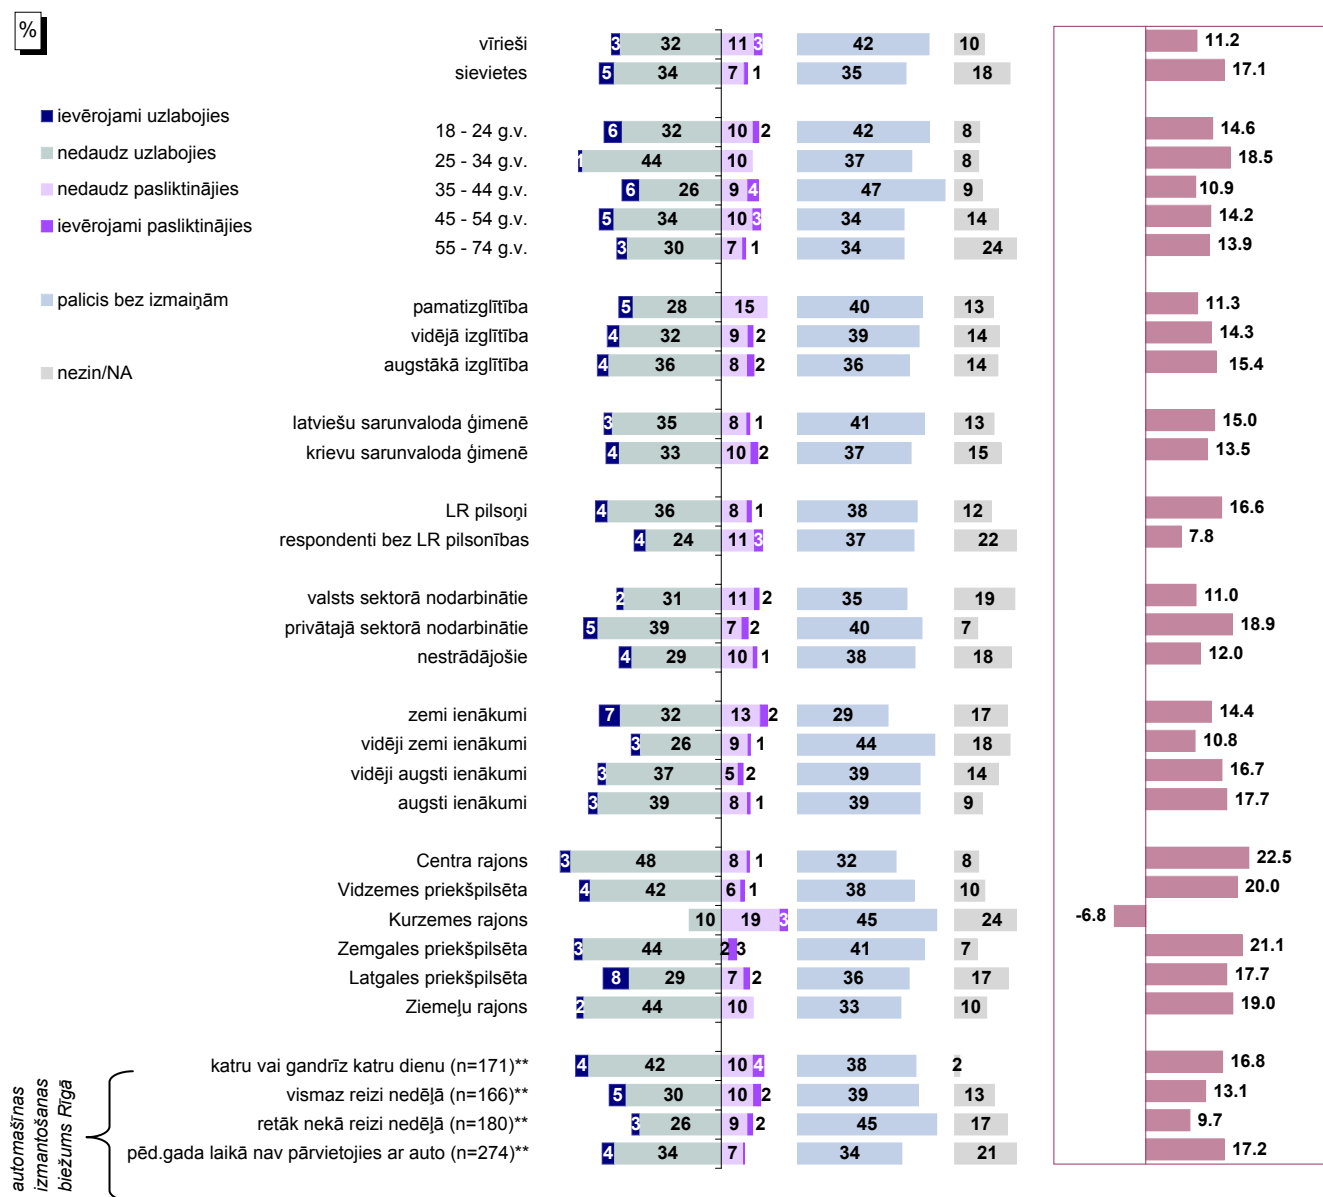 %
vīrieši 3 32 11 3 42 10 11.2
sievietes 5 34 7 1 35 18 17.1
ievērojami uzlabojies
nedaudz uzlabojies
nedaudz pasliktinājies
ievērojami pasliktinājies
palicis bez izmaiņām
nezin/NA
18 - 24 g.v. 6 32 10 2 42 8 14.6
25 - 34 g.v. 1 44 10 37 8 18.5
35 - 44 g.v. 6 26 9 4 47 9 10.9
45 - 54 g.v. 5 34 10 3 34 14 14.2
55 - 74 g.v. 3 30 7 1 34 24 13.9
pamatizglītība 5 28 15 40 13 11.3
vidējā izglītība 4 32 9 2 39 14 14.3
augstākā izglītība 4 36 8 2 36 14 15.4
latviešu sarunvaloda ģimenē 3 35 8 1 41 13 15.0
krievu sarunvaloda ģimenē 4 33 10 2 37 15 13.5
LR pilsoņi 4 36 8 1 38 12 16.6
respondenti bez LR pilsonības 4 24 11 3 37 22 7.8
valsts sektorā nodarbinātie 2 31 11 2 35 19 11.0
privātajā sektorā nodarbinātie 5 39 7 2 40 7 18.9
nestrādājošie 4 29 10 1 38 18 12.0
zemi ienākumi 7 32 13 2 29 17 14.4
vidēji zemi ienākumi 3 26 9 1 44 18 10.8
vidēji augsti ienākumi 3 37 5 2 39 14 16.7
augsti ienākumi 3 39 8 1 39 9 17.7
Centra rajons 3 48 8 1 32 8 22.5
Vidzemes priekšpilsēta 4 42 6 1 38 10 20.0
Kurzemes rajons 10 19 3 45 24 -6.8
Zemgales priekšpilsēta 3 44 2 3 41 7 21.1
Latgales priekšpilsēta 8 29 7 2 36 17 17.7
Ziemeļu rajons 2 44 10 33 10 19.0
automašīnas
izmantošanas
biežums Rīgā
katru vai gandrīz katru dienu (n=171)** 4 42 10 4 38 2 16.8
vismaz reizi nedēļā (n=166)** 5 30 10 2 39 13 13.1
retāk nekā reizi nedēļā (n=180)** 3 26 9 2 45 17 9.7
pēd.gada laikā nav pārvietojies ar auto (n=274)** 4 34 7 34 21 17.2